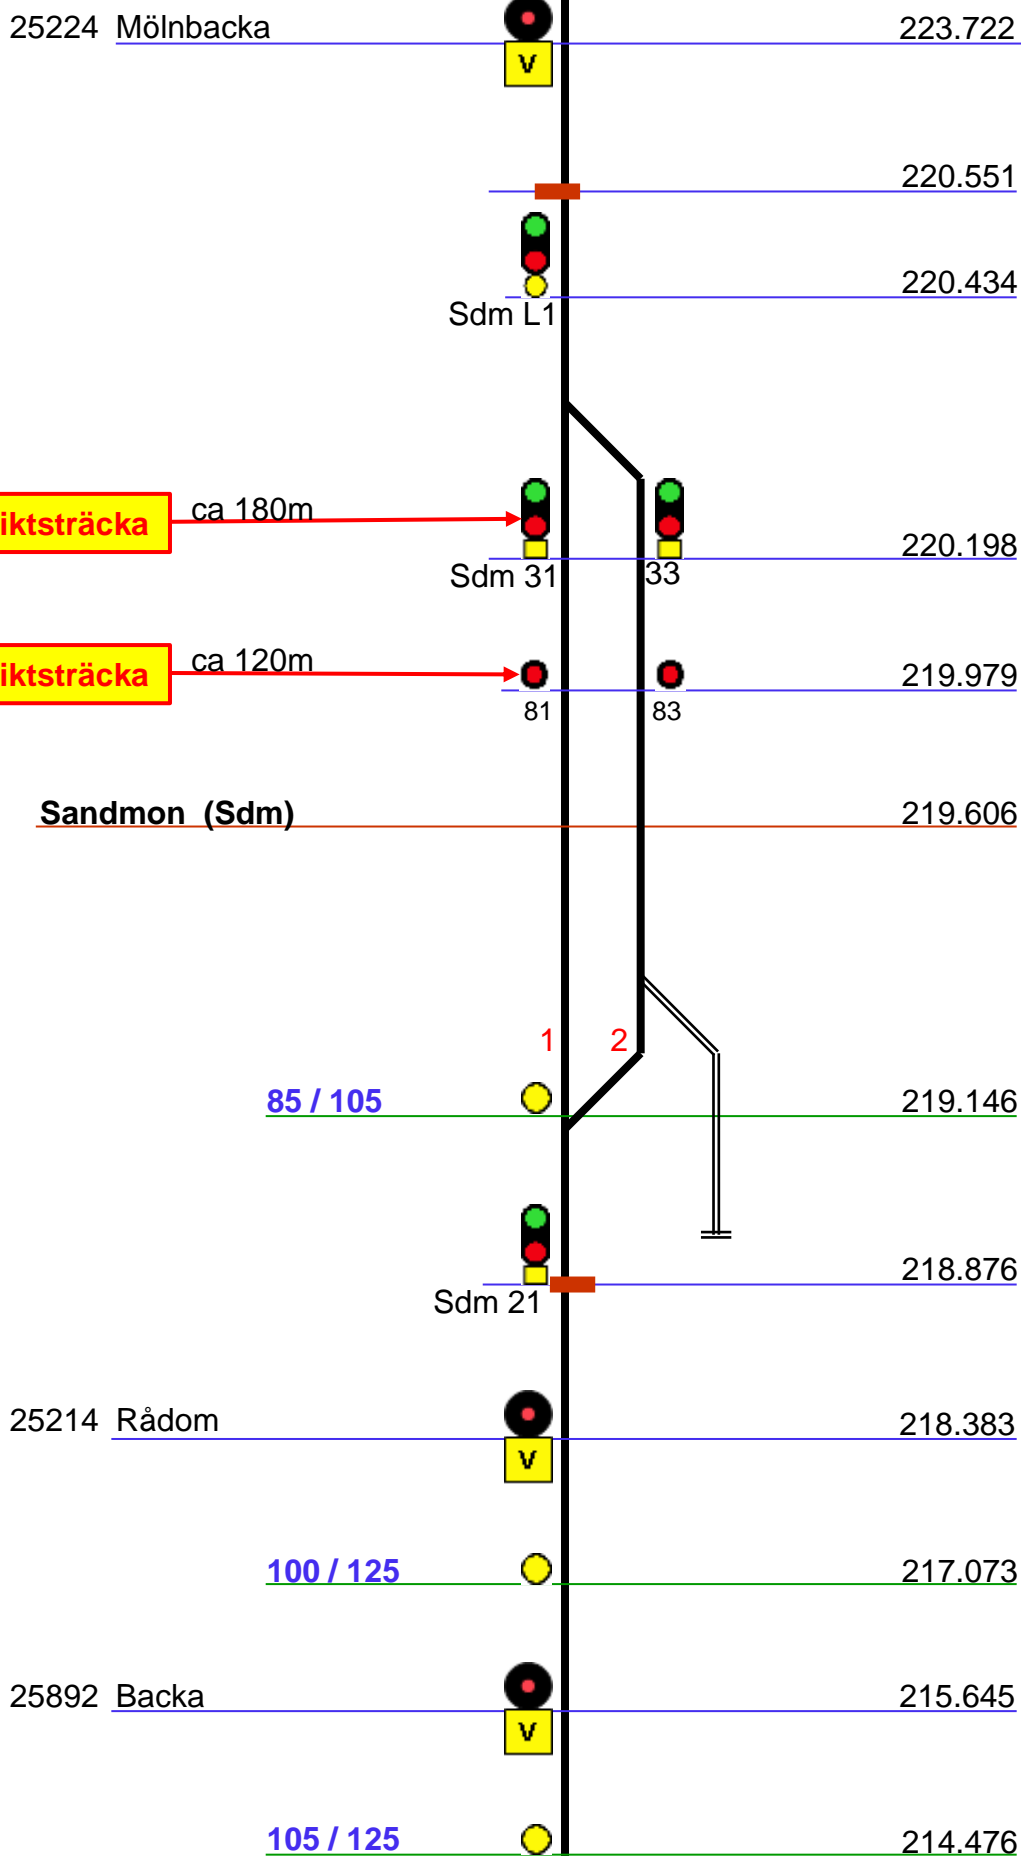 25224 Mölnbacka 223.722
V
220.551
220.434
Sdm L1
iktsträcka ca 180m
220.198
Sdm 31 33
iktsträcka ca 120m
219.979
81 83
Sandmon (Sdm) 219.606
1 2
85 / 105 219.146
218.876
Sdm 21
25214 Rådom 218.383
V
100 / 125 217.073
25892 Backa 215.645
V
105 / 125 214.476